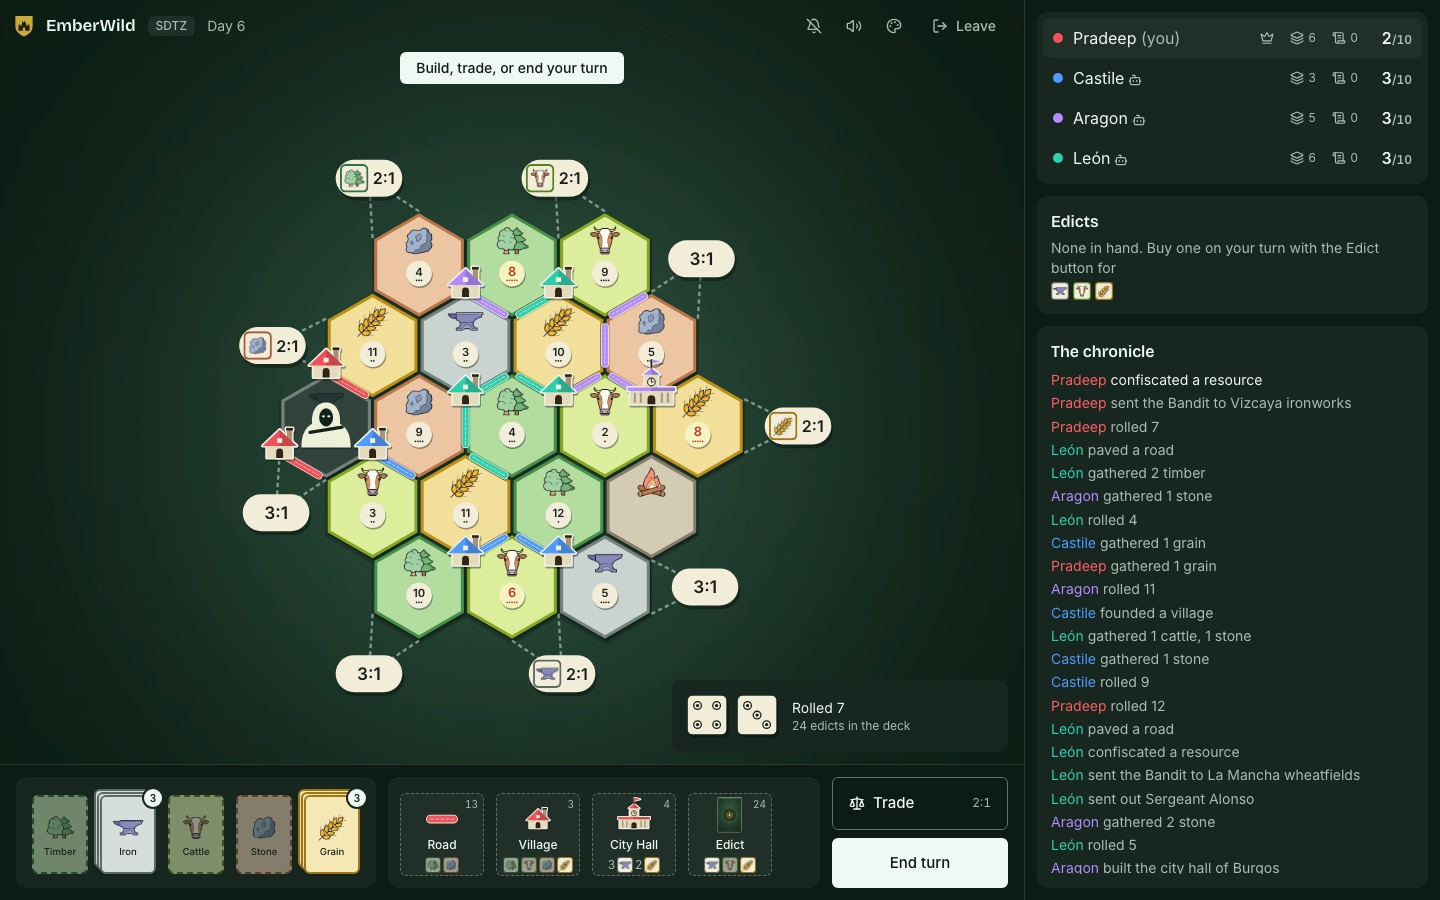 EmberWild SDTZ Day 6
Leave
Build, trade, or end your turn
2:1
2:1
3:1
2:1
2:1
3:1
3:1
3:1
2:1
4
8
9
11
3
10
5
9
4
2
8
3
11
12
10
6
5
Rolled 7
24 edicts in the deck
Timber
Iron
3
Cattle
Stone
Grain
3
13
Road
3
Village
4
City Hall
3 2
24
Edict
Trade 2:1
End turn
Pradeep (you) 6 0 2/10
Castile 3 0 3/10
Aragon 5 0 3/10
León 6 0 3/10
Edicts
None in hand. Buy one on your turn with the Edict
button for
The chronicle
Pradeep confiscated a resource
Pradeep sent the Bandit to Vizcaya ironworks
Pradeep rolled 7
León paved a road
León gathered 2 timber
Aragon gathered 1 stone
León rolled 4
Castile gathered 1 grain
Pradeep gathered 1 grain
Aragon rolled 11
Castile founded a village
León gathered 1 cattle, 1 stone
Castile gathered 1 stone
Castile rolled 9
Pradeep rolled 12
León paved a road
León confiscated a resource
León sent the Bandit to La Mancha wheatfields
León sent out Sergeant Alonso
Aragon gathered 2 stone
León rolled 5
Aragon built the city hall of Burgos